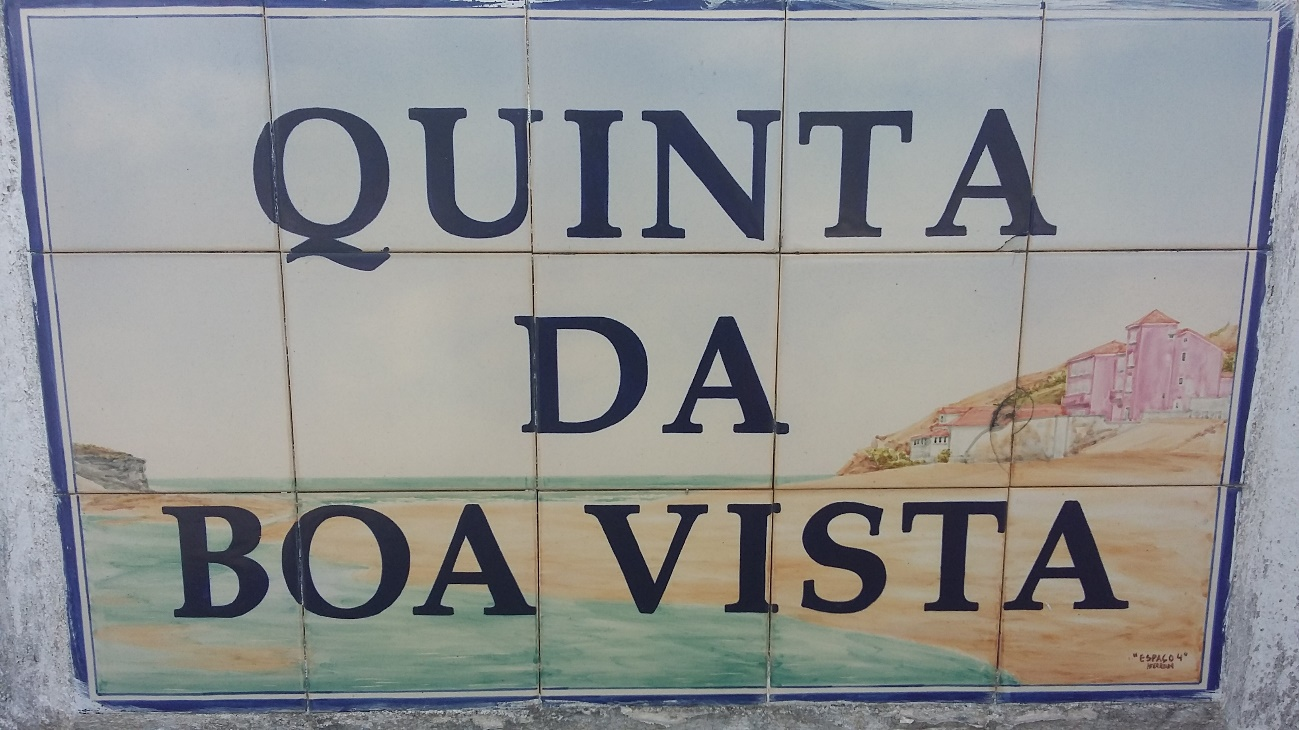 QUINTA
DA
BOA VISTA
"ESPAÇO 4"